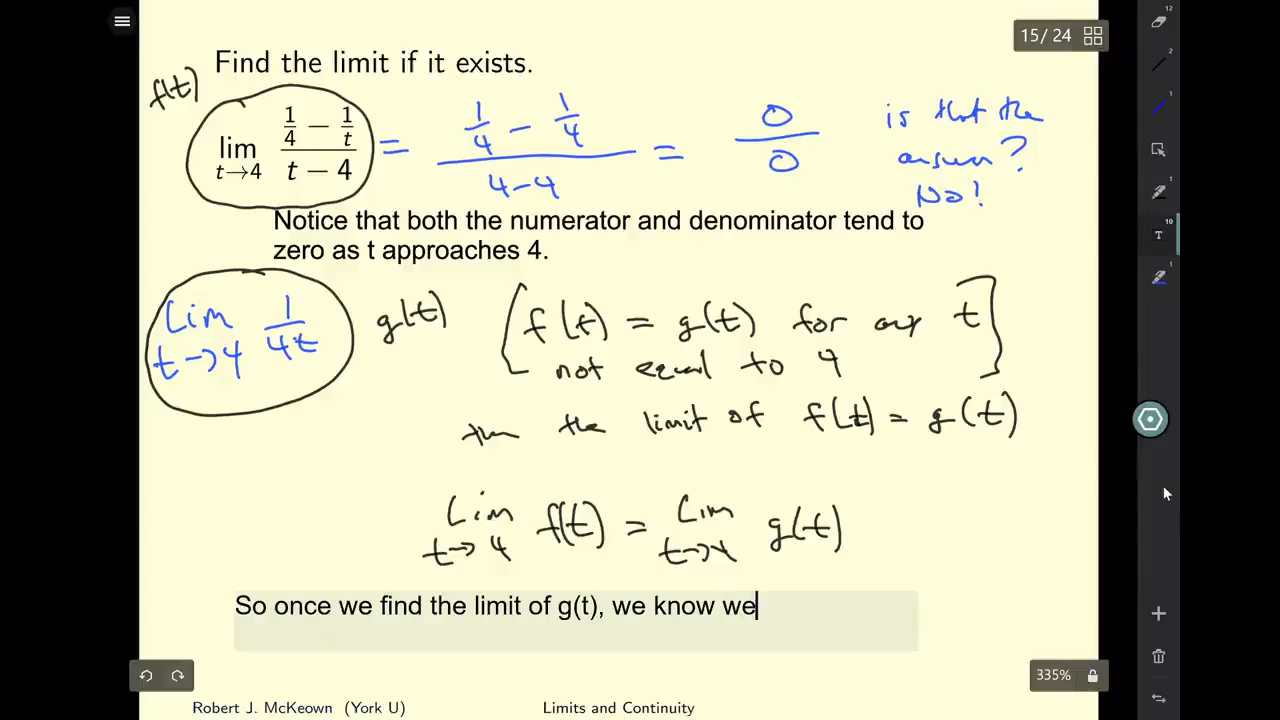 15 / 24
Find the limit if it exists.
f(t)
lim t→4 (1/4 − 1/t)/(t − 4) = (1/4 − 1/4)/(4−4) = 0/0
is that the
answer?
No!
Notice that both the numerator and denominator tend to
zero as t approaches 4.
Lim t→4 1/4t
g(t)
[f(t) = g(t) for any t
not equal to 4]
then the limit of f(t) = g(t)
Lim t→4 f(t) = Lim t→4 g(t)
So once we find the limit of g(t), we know we
335%
Robert J. McKeown (York U) Limits and Continuity